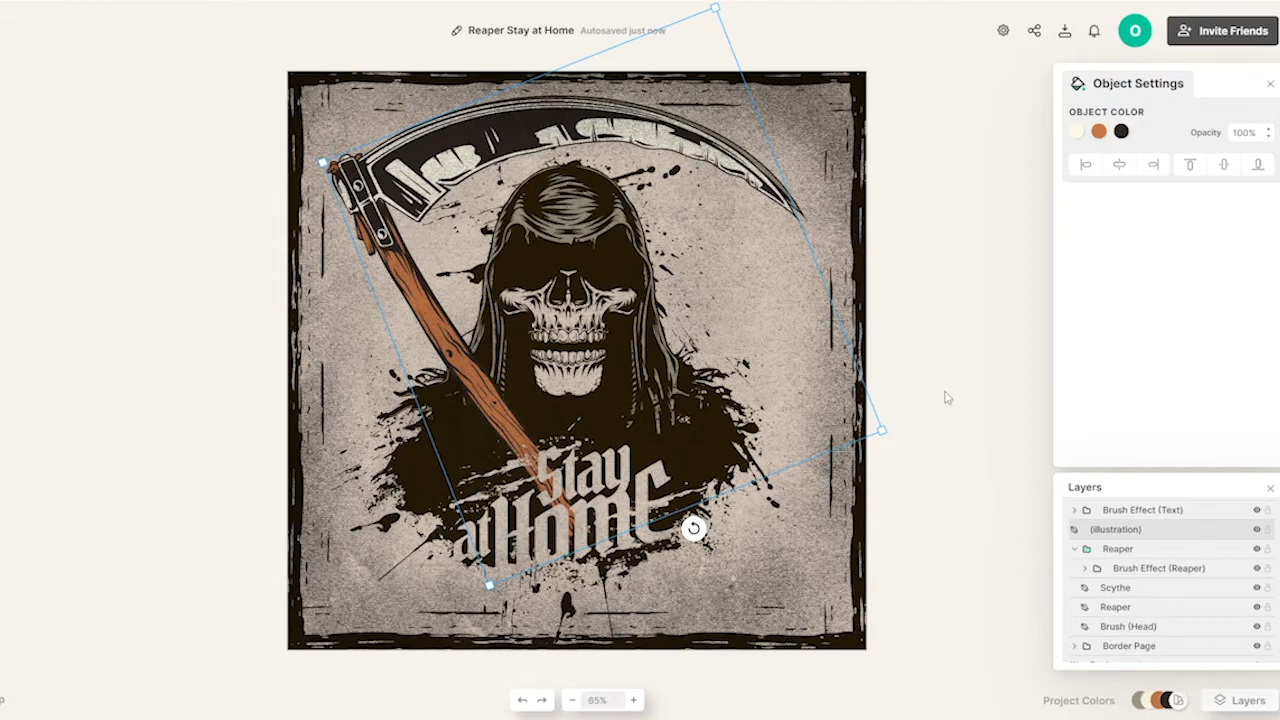 Reaper Stay at Home Autosaved just now
O
Invite Friends
Object Settings
OBJECT COLOR
Opacity 100%
Stay
at Home
Layers
Brush Effect (Text)
(illustration)
Reaper
Brush Effect (Reaper)
Scythe
Reaper
Brush (Head)
Border Page
p
65%
Project Colors
Layers